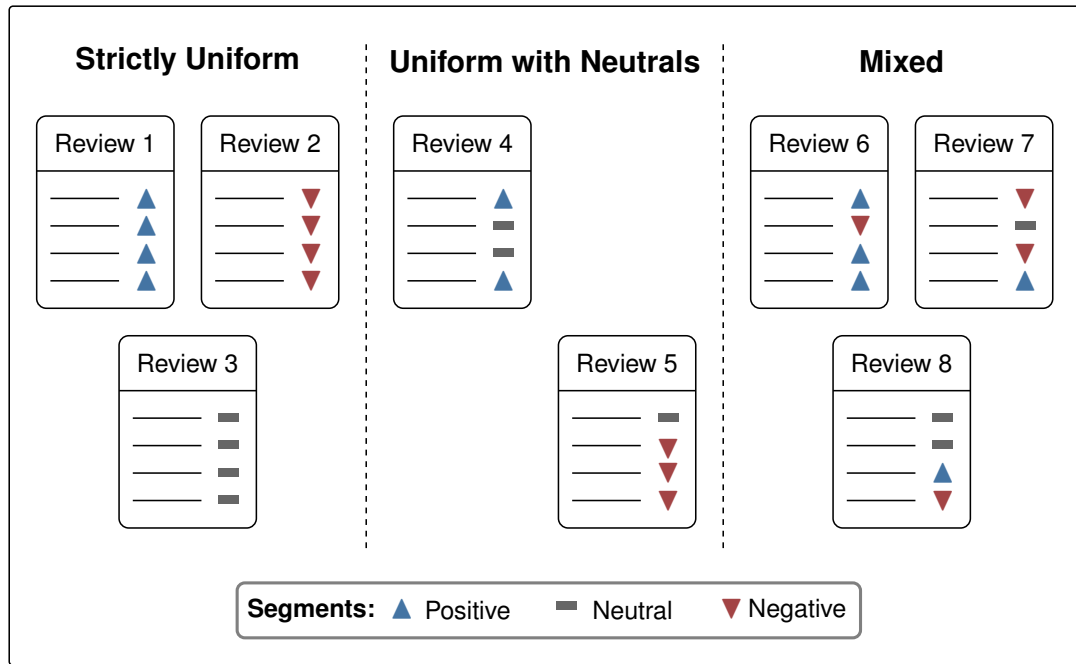 Strictly Uniform
Uniform with Neutrals
Mixed
Review 1
Review 2
Review 4
Review 6
Review 7
Review 3
Review 5
Review 8
Segments: Positive Neutral Negative